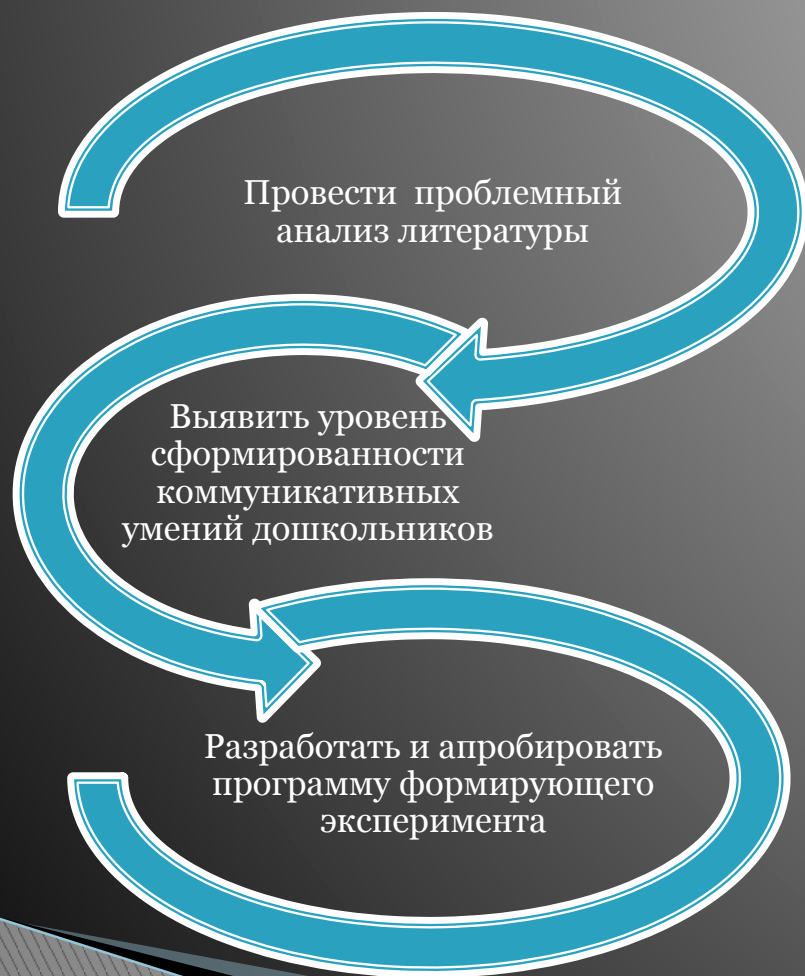 Провести проблемный
анализ литературы
Выявить уровень
сформированности
коммуникативных
умений дошкольников
Разработать и апробировать
программу формирующего
эксперимента